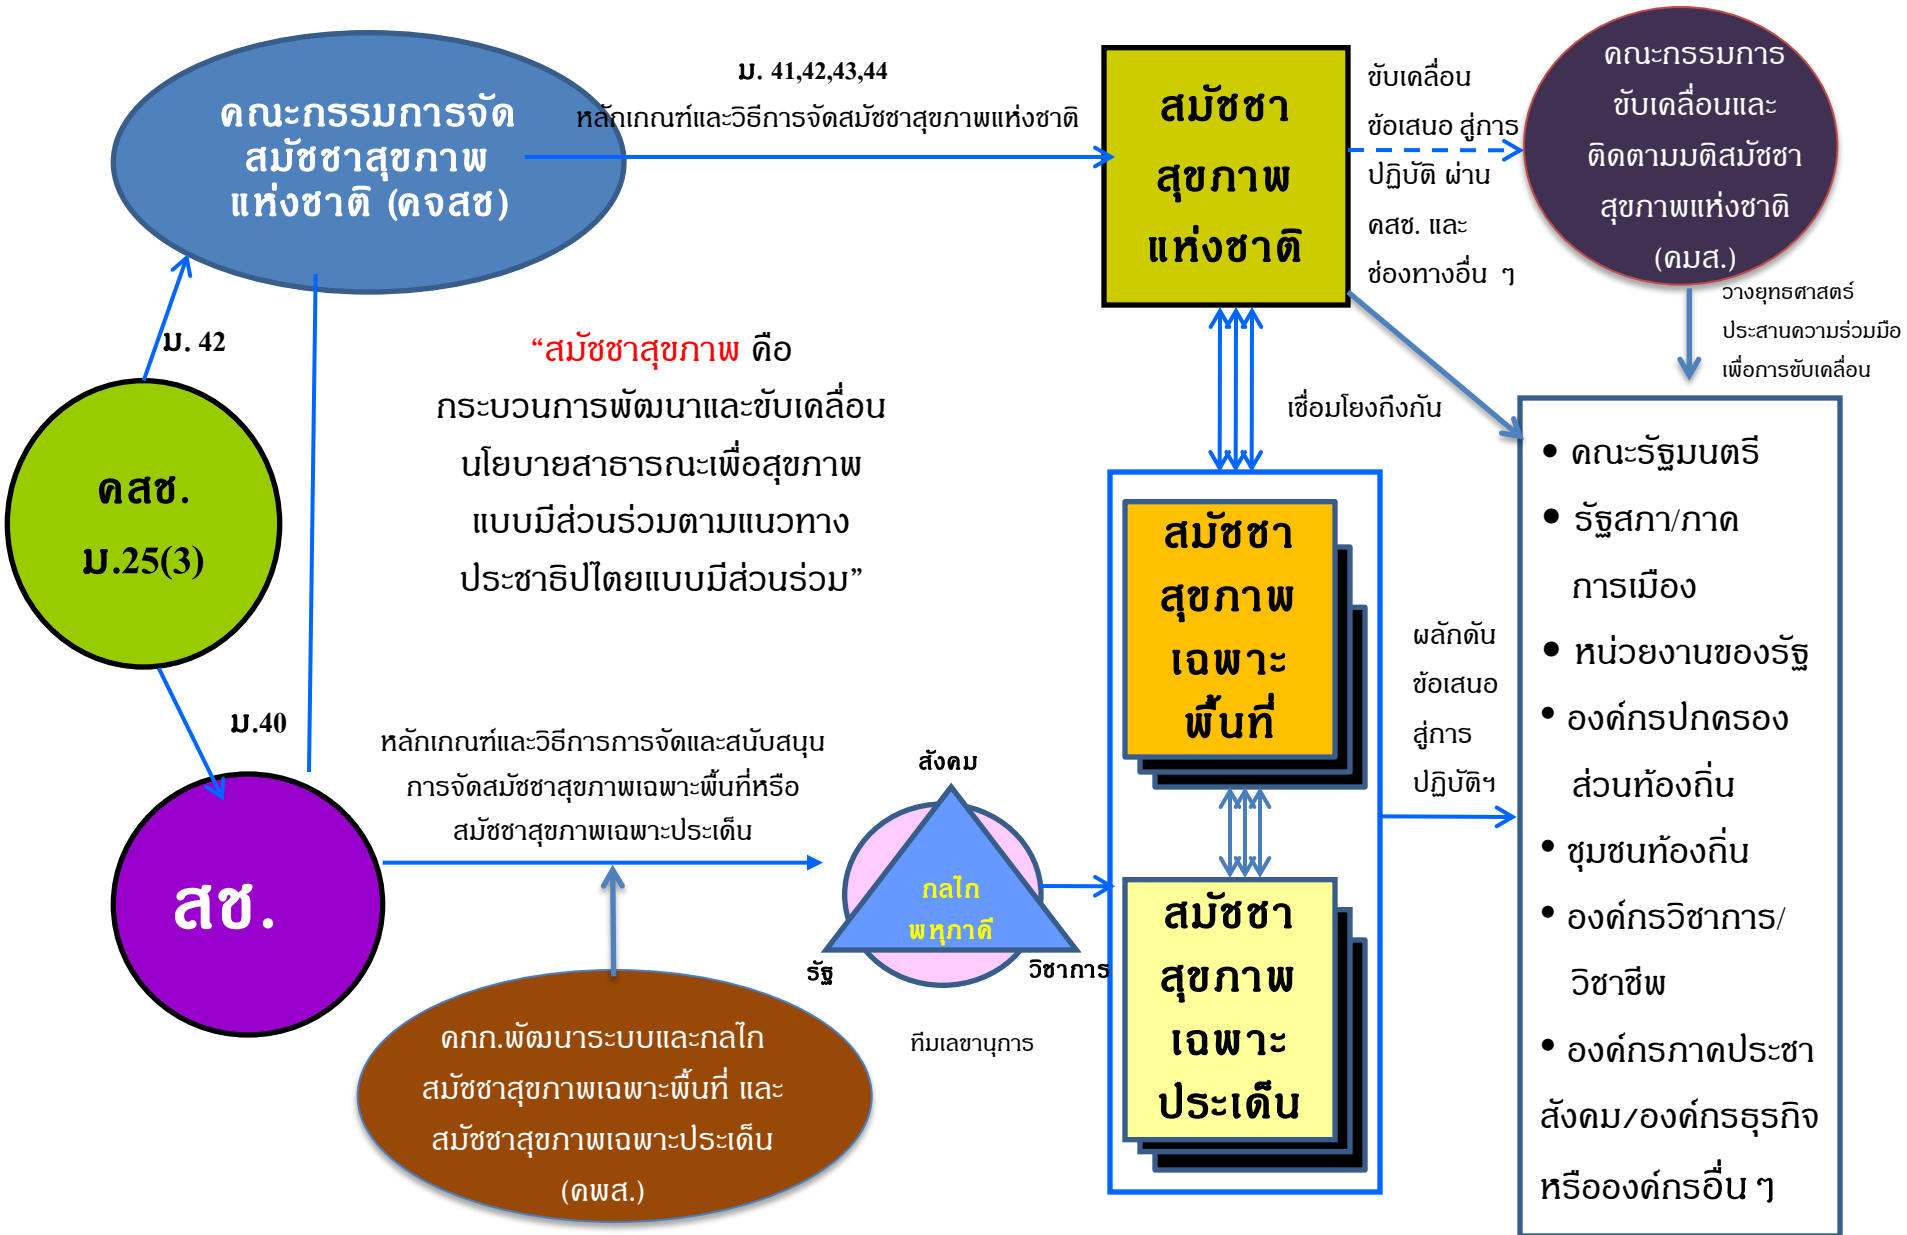 คณะกรรมการจัด
สมัชชาสุขภาพ
แห่งชาติ (คจสช)
ม. 41,42,43,44
หลักเกณฑ์และวิธีการจัดสมัชชาสุขภาพแห่งชาติ
สมัชชา
สุขภาพ
แห่งชาติ
ขับเคลื่อน
ข้อเสนอ สู่การ
ปฏิบัติ ผ่าน
คสช. และ
ช่องทางอื่น ๆ
คณะกรรมการ
ขับเคลื่อนและ
ติดตามมติสมัชชา
สุขภาพแห่งชาติ
(คมส.)
วางยุทธศาสตร์
ประสานความร่วมมือ
เพื่อการขับเคลื่อน
ม. 42
“สมัชชาสุขภาพ คือ
กระบวนการพัฒนาและขับเคลื่อน
นโยบายสาธารณะเพื่อสุขภาพ
แบบมีส่วนร่วมตามแนวทาง
ประชาธิปไตยแบบมีส่วนร่วม”
เชื่อมโยงถึงกัน
คสช.
ม.25(3)
ม.40
สช.
หลักเกณฑ์และวิธีการการจัดและสนับสนุน
การจัดสมัชชาสุขภาพเฉพาะพื้นที่หรือ
สมัชชาสุขภาพเฉพาะประเด็น
สังคม
กลไก
พหุภาคี
รัฐ
วิชาการ
ทีมเลขานุการ
คกก.พัฒนาระบบและกลไก
สมัชชาสุขภาพเฉพาะพื้นที่ และ
สมัชชาสุขภาพเฉพาะประเด็น
(คพส.)
สมัชชา
สุขภาพ
เฉพาะ
พื้นที่
สมัชชา
สุขภาพ
เฉพาะ
ประเด็น
ผลักดัน
ข้อเสนอ
สู่การ
ปฏิบัติฯ
• คณะรัฐมนตรี
• รัฐสภา/ภาค
การเมือง
• หน่วยงานของรัฐ
• องค์กรปกครอง
ส่วนท้องถิ่น
• ชุมชนท้องถิ่น
• องค์กรวิชาการ/
วิชาชีพ
• องค์กรภาคประชา
สังคม/องค์กรธุรกิจ
หรือองค์กรอื่น ๆ